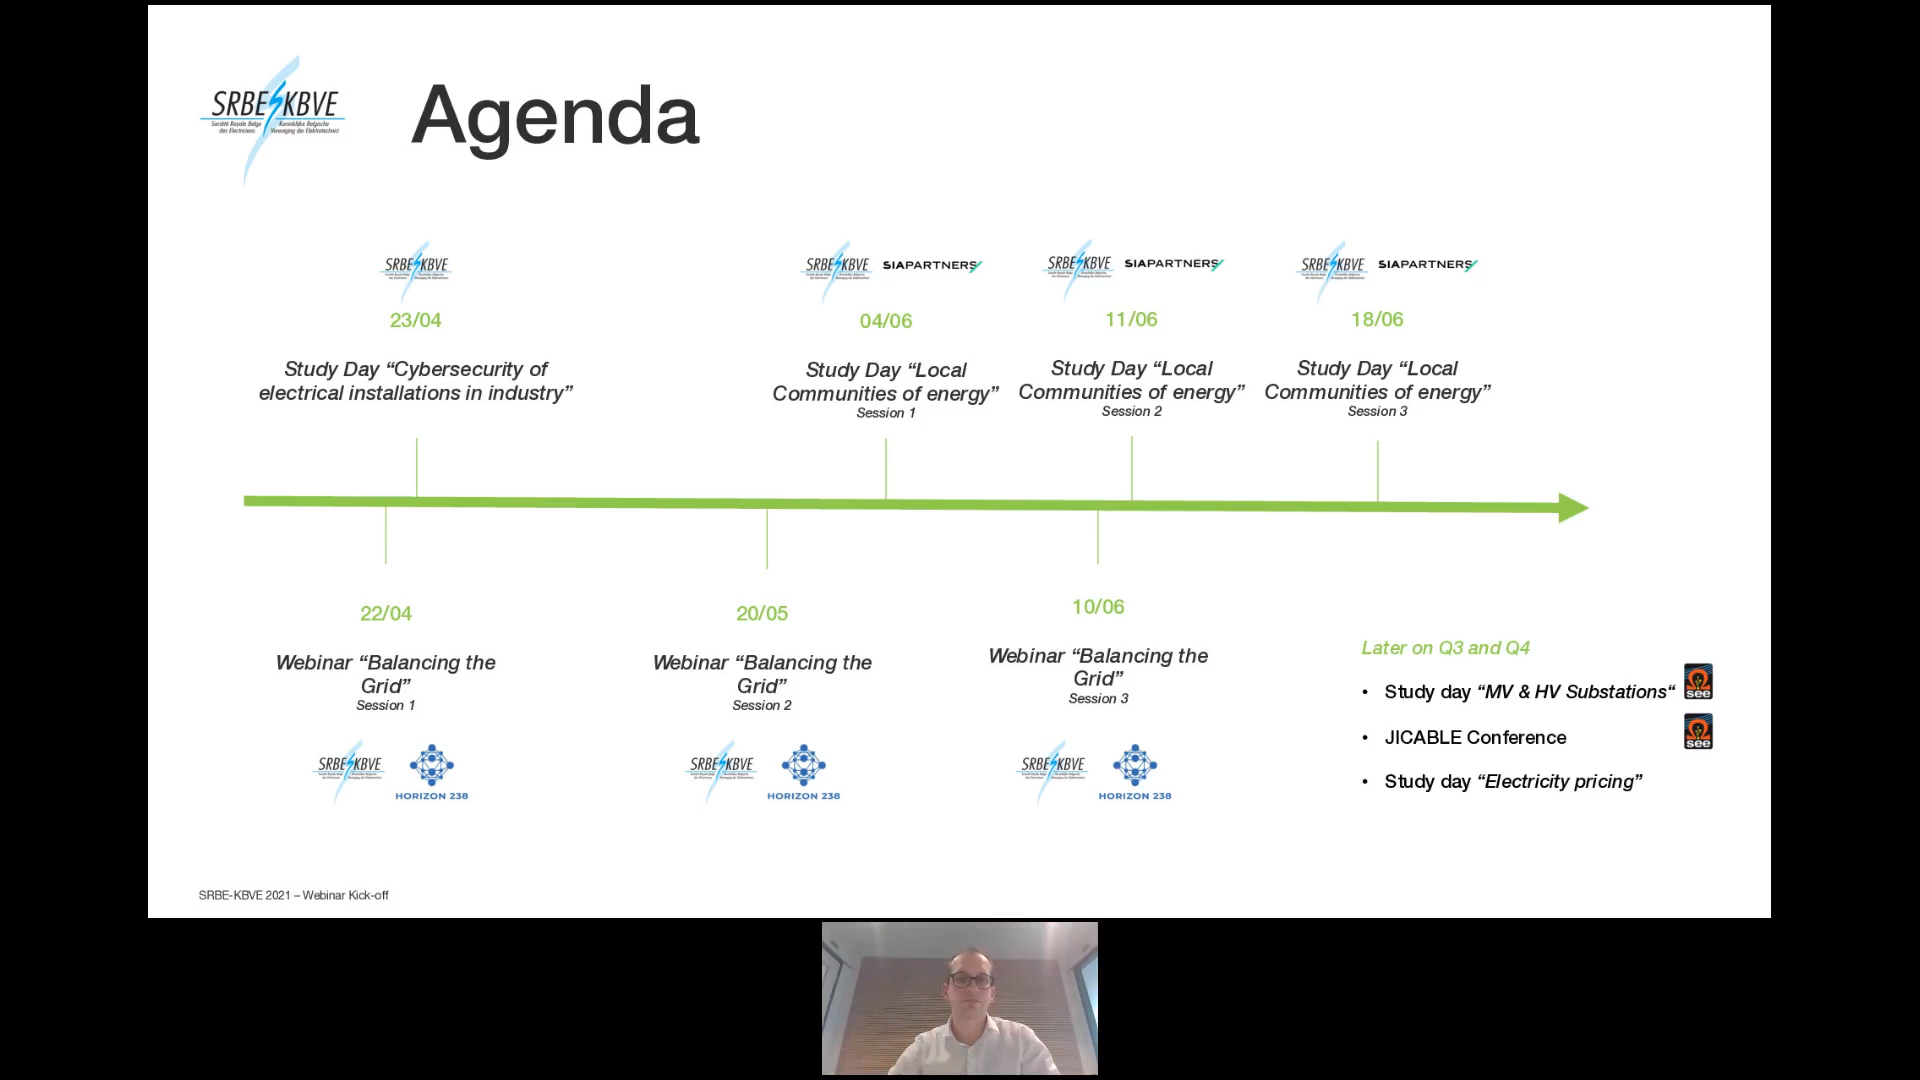 SRBE KBVE
Société Royale Belge
des Electriciens
Koninklijke Belgische
Vereniging der Elektrotechnici
Agenda
SRBE KBVE
23/04
Study Day “Cybersecurity of
electrical installations in industry”
SRBE KBVE
SIAPARTNERS
04/06
Study Day “Local
Communities of energy”
Session 1
SRBE KBVE
SIAPARTNERS
11/06
Study Day “Local
Communities of energy”
Session 2
SRBE KBVE
SIAPARTNERS
18/06
Study Day “Local
Communities of energy”
Session 3
22/04
Webinar “Balancing the
Grid”
Session 1
SRBE KBVE
HORIZON 238
20/05
Webinar “Balancing the
Grid”
Session 2
SRBE KBVE
HORIZON 238
10/06
Webinar “Balancing the
Grid”
Session 3
SRBE KBVE
HORIZON 238
Later on Q3 and Q4
• Study day “MV & HV Substations“
see
• JICABLE Conference
see
• Study day “Electricity pricing”
SRBE-KBVE 2021 – Webinar Kick-off